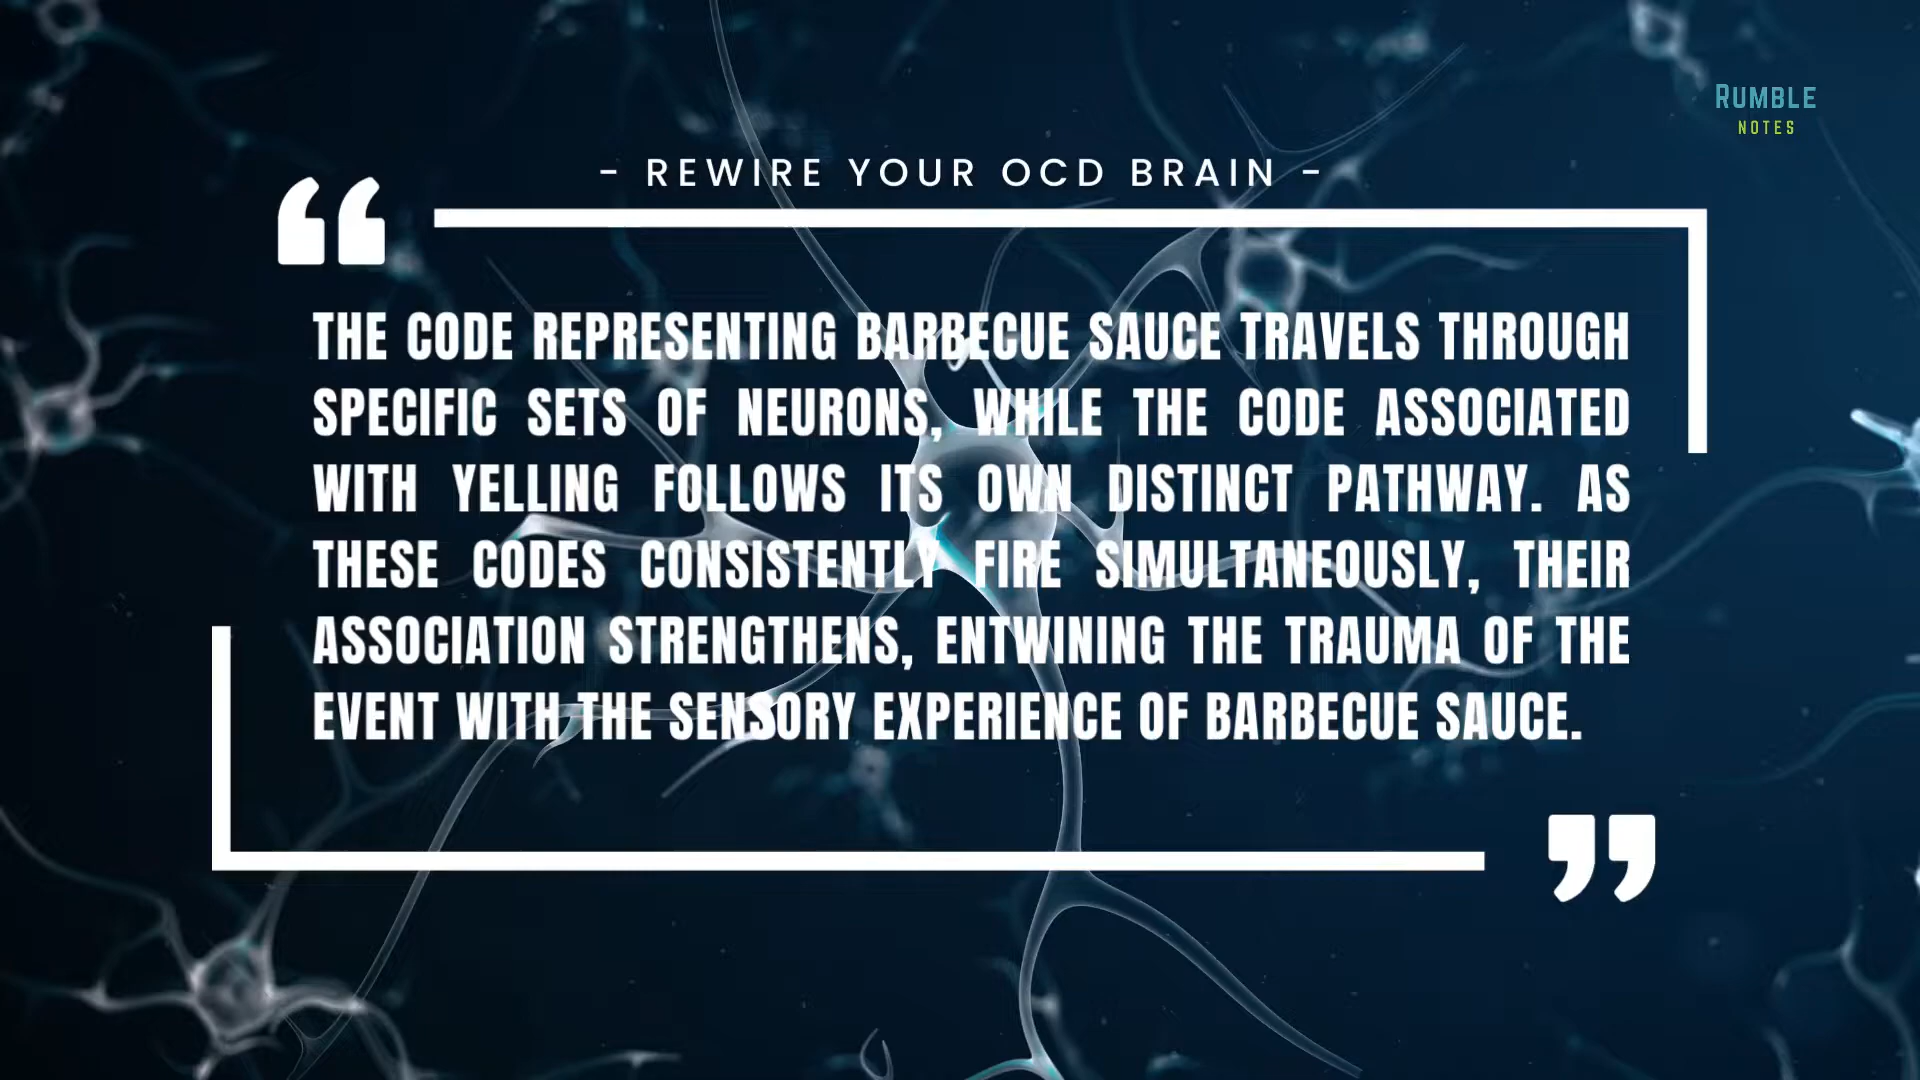 RUMBLE
NOTES
- REWIRE YOUR OCD BRAIN -
“
THE CODE REPRESENTING BARBECUE SAUCE TRAVELS THROUGH
SPECIFIC SETS OF NEURONS, WHILE THE CODE ASSOCIATED
WITH YELLING FOLLOWS ITS OWN DISTINCT PATHWAY. AS
THESE CODES CONSISTENTLY FIRE SIMULTANEOUSLY, THEIR
ASSOCIATION STRENGTHENS, ENTWINING THE TRAUMA OF THE
EVENT WITH THE SENSORY EXPERIENCE OF BARBECUE SAUCE.
”